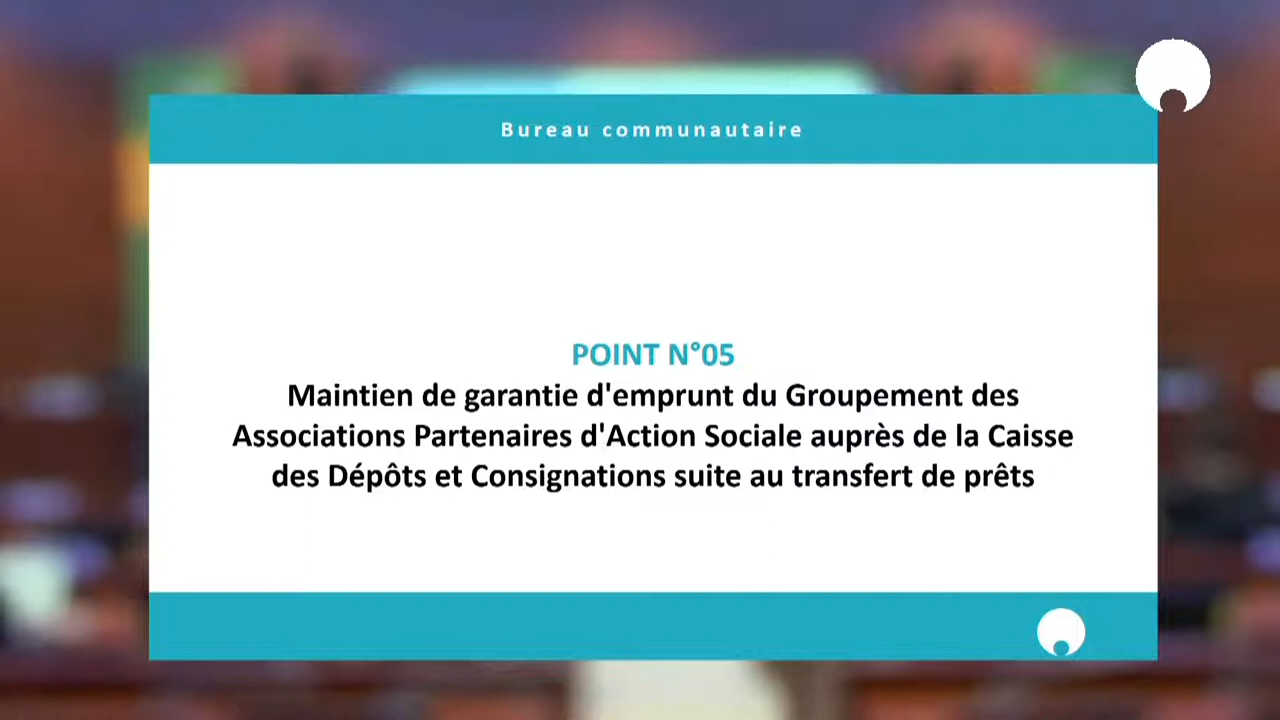 Bureau communautaire
POINT N°05
Maintien de garantie d'emprunt du Groupement des
Associations Partenaires d'Action Sociale auprès de la Caisse
des Dépôts et Consignations suite au transfert de prêts